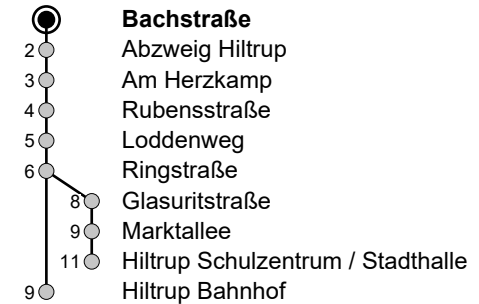 Bachstraße
2 Abzweig Hiltrup
3 Am Herzkamp
4 Rubensstraße
5 Loddenweg
6 Ringstraße
8 Glasuritstraße
9 Marktallee
11 Hiltrup Schulzentrum / Stadthalle
9 Hiltrup Bahnhof